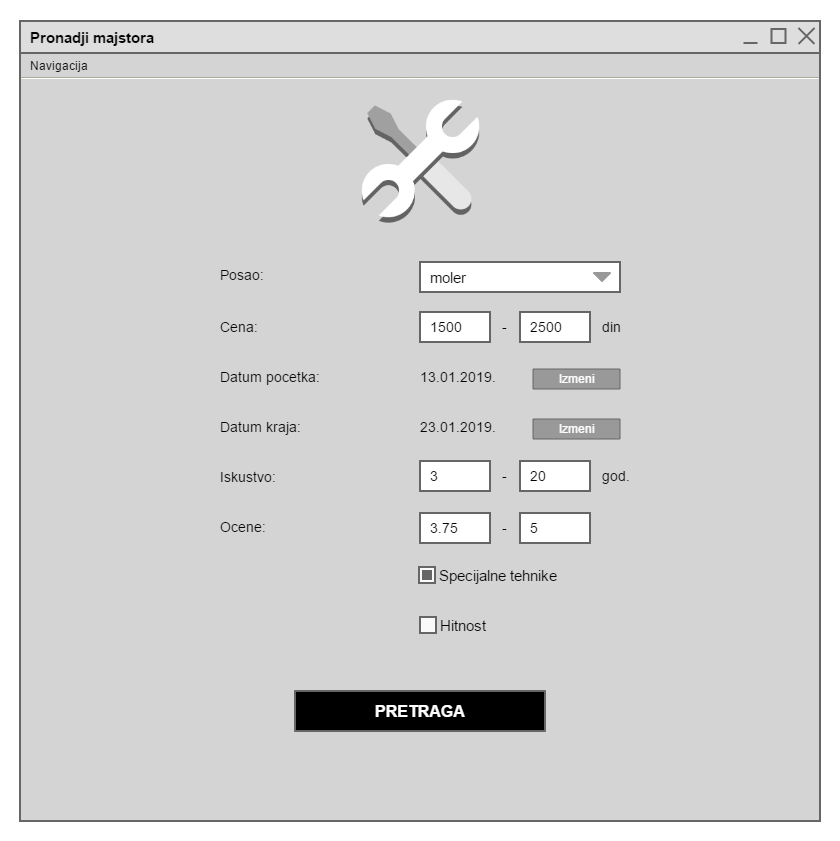 Pronadji majstora
Navigacija
Posao: moler
Cena: 1500 - 2500 din
Datum pocetka: 13.01.2019. Izmeni
Datum kraja: 23.01.2019. Izmeni
Iskustvo: 3 - 20 god.
Ocene: 3.75 - 5
Specijalne tehnike
Hitnost
PRETRAGA